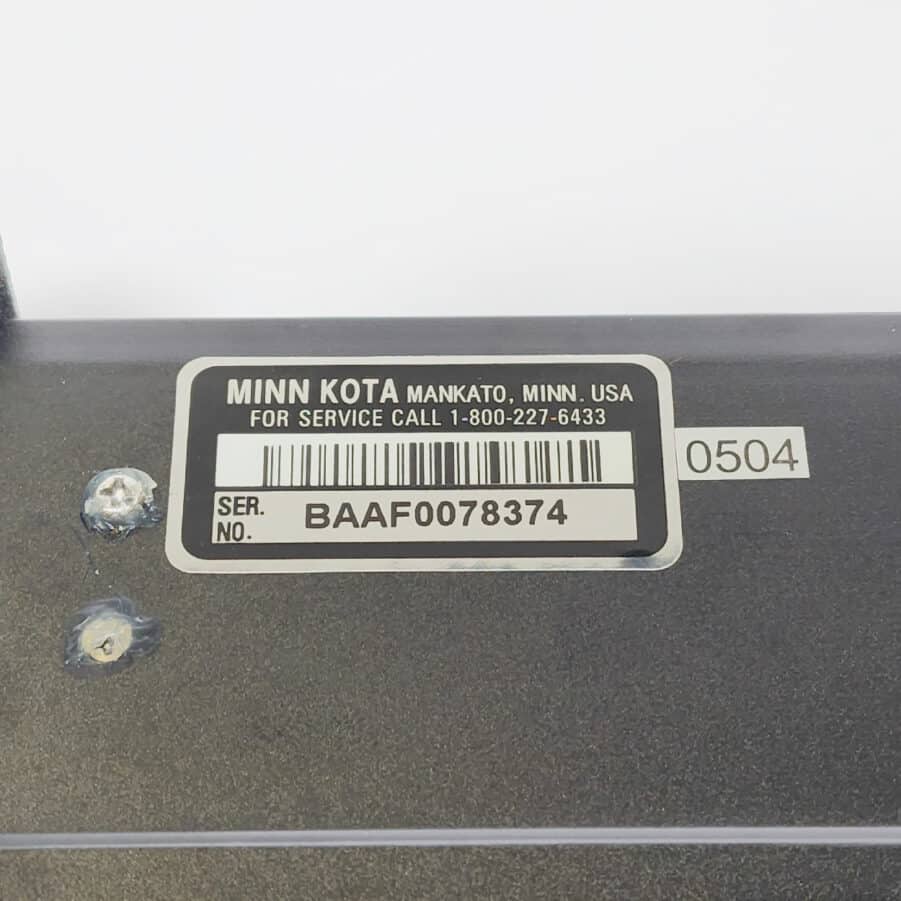 MINN KOTA MANKATO, MINN. USA
FOR SERVICE CALL 1-800-227-6433
0504
SER.
NO.
BAAF0078374